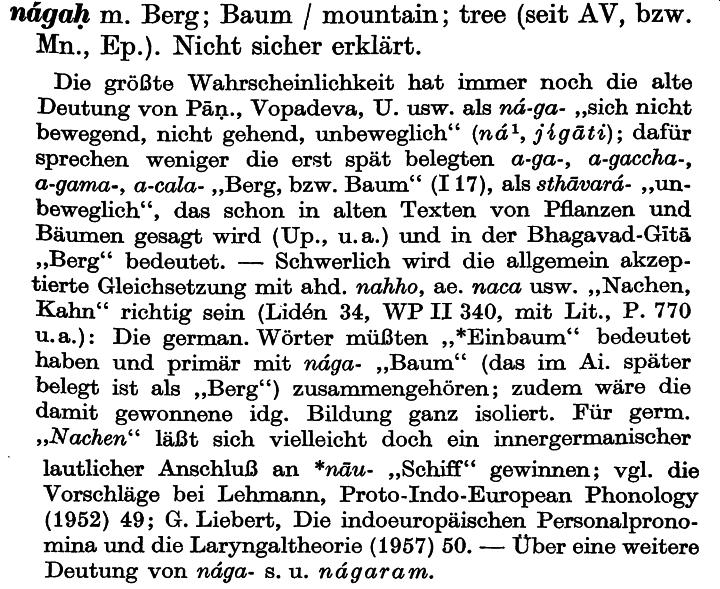 nágaḥ m. Berg; Baum / mountain; tree (seit AV, bzw.
Mn., Ep.). Nicht sicher erklärt.
Die größte Wahrscheinlichkeit hat immer noch die alte
Deutung von Pāṇ., Vopadeva, U. usw. als ná-ga- „sich nicht
bewegend, nicht gehend, unbeweglich“ (ná¹, jígāti); dafür
sprechen weniger die erst spät belegten a-ga-, a-gaccha-,
a-gama-, a-cala- „Berg, bzw. Baum“ (I 17), als sthāvará- „un-
beweglich“, das schon in alten Texten von Pflanzen und
Bäumen gesagt wird (Up., u.a.) und in der Bhagavad-Gītā
„Berg“ bedeutet. — Schwerlich wird die allgemein akzep-
tierte Gleichsetzung mit ahd. nahho, ae. naca usw. „Nachen,
Kahn“ richtig sein (Lidén 34, WP II 340, mit Lit., P. 770
u.a.): Die german. Wörter müßten „*Einbaum“ bedeutet
haben und primär mit nága- „Baum“ (das im Ai. später
belegt ist als „Berg“) zusammengehören; zudem wäre die
damit gewonnene idg. Bildung ganz isoliert. Für germ.
„Nachen“ läßt sich vielleicht doch ein innergermanischer
lautlicher Anschluß an *nāu- „Schiff“ gewinnen; vgl. die
Vorschläge bei Lehmann, Proto-Indo-European Phonology
(1952) 49; G. Liebert, Die indoeuropäischen Personalprono-
mina und die Laryngaltheorie (1957) 50. — Über eine weitere
Deutung von nága- s. u. nágaram.